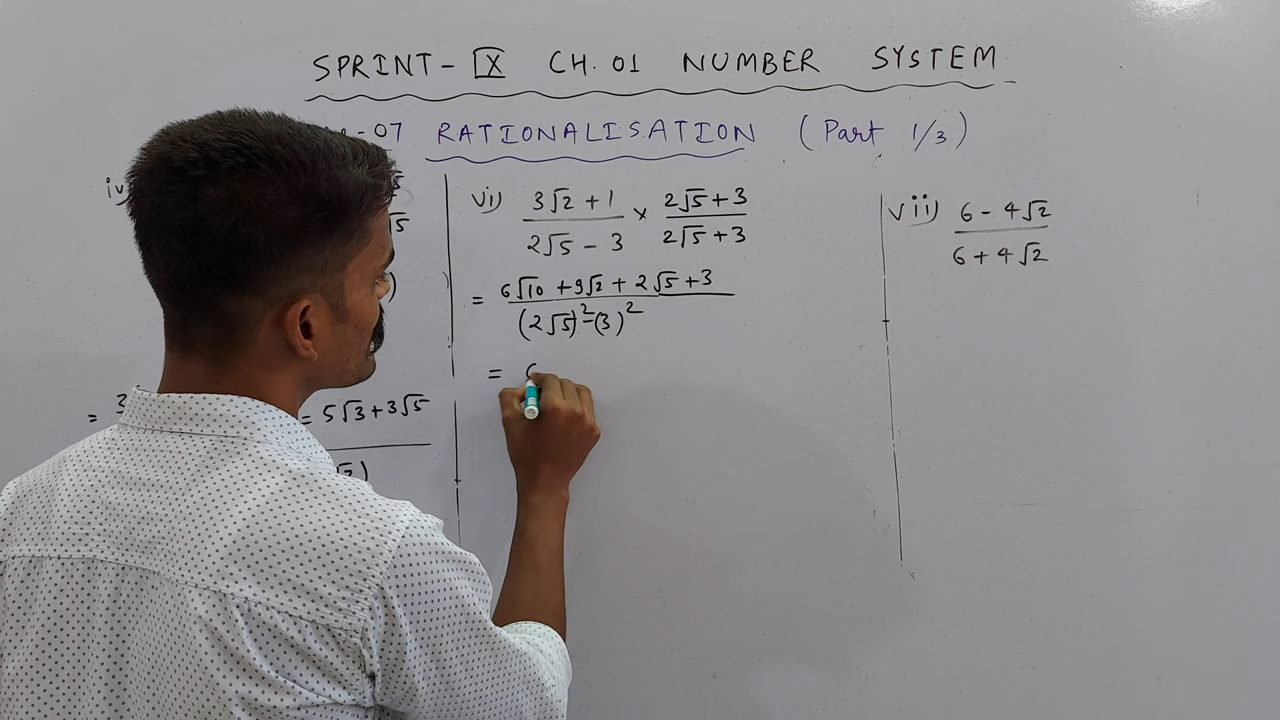 SPRINT-IX CH.01 NUMBER SYSTEM
-07 RATIONALISATION (Part 1/3)
iv)
√5
)
= 3
= 5√3+3√5
)
vi) 3√2+1 / 2√5-3 × 2√5+3 / 2√5+3
= 6√10+9√2+2√5+3 / (2√5)²-(3)²
=
vii) 6-4√2 / 6+4√2